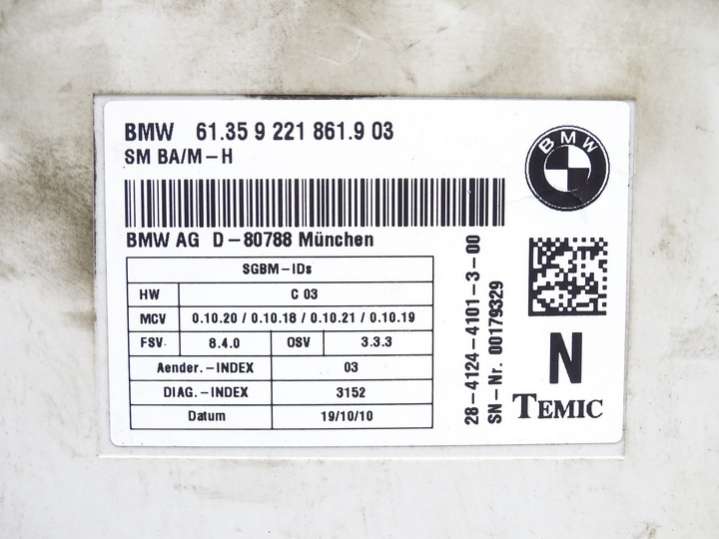 BMW 61.35 9 221 861.9 03
SM BA/M-H
BMW
BMW AG D-80788 München
SGBM-IDs
HW C 03
MCV 0.10.20 / 0.10.18 / 0.10.21 / 0.10.19
FSV. 8.4.0 OSV 3.3.3
Aender.-INDEX 03
DIAG.-INDEX 3152
Datum 19/10/10
28-4124-4101-3-00
SN-Nr. 00179329
N
TEMIC